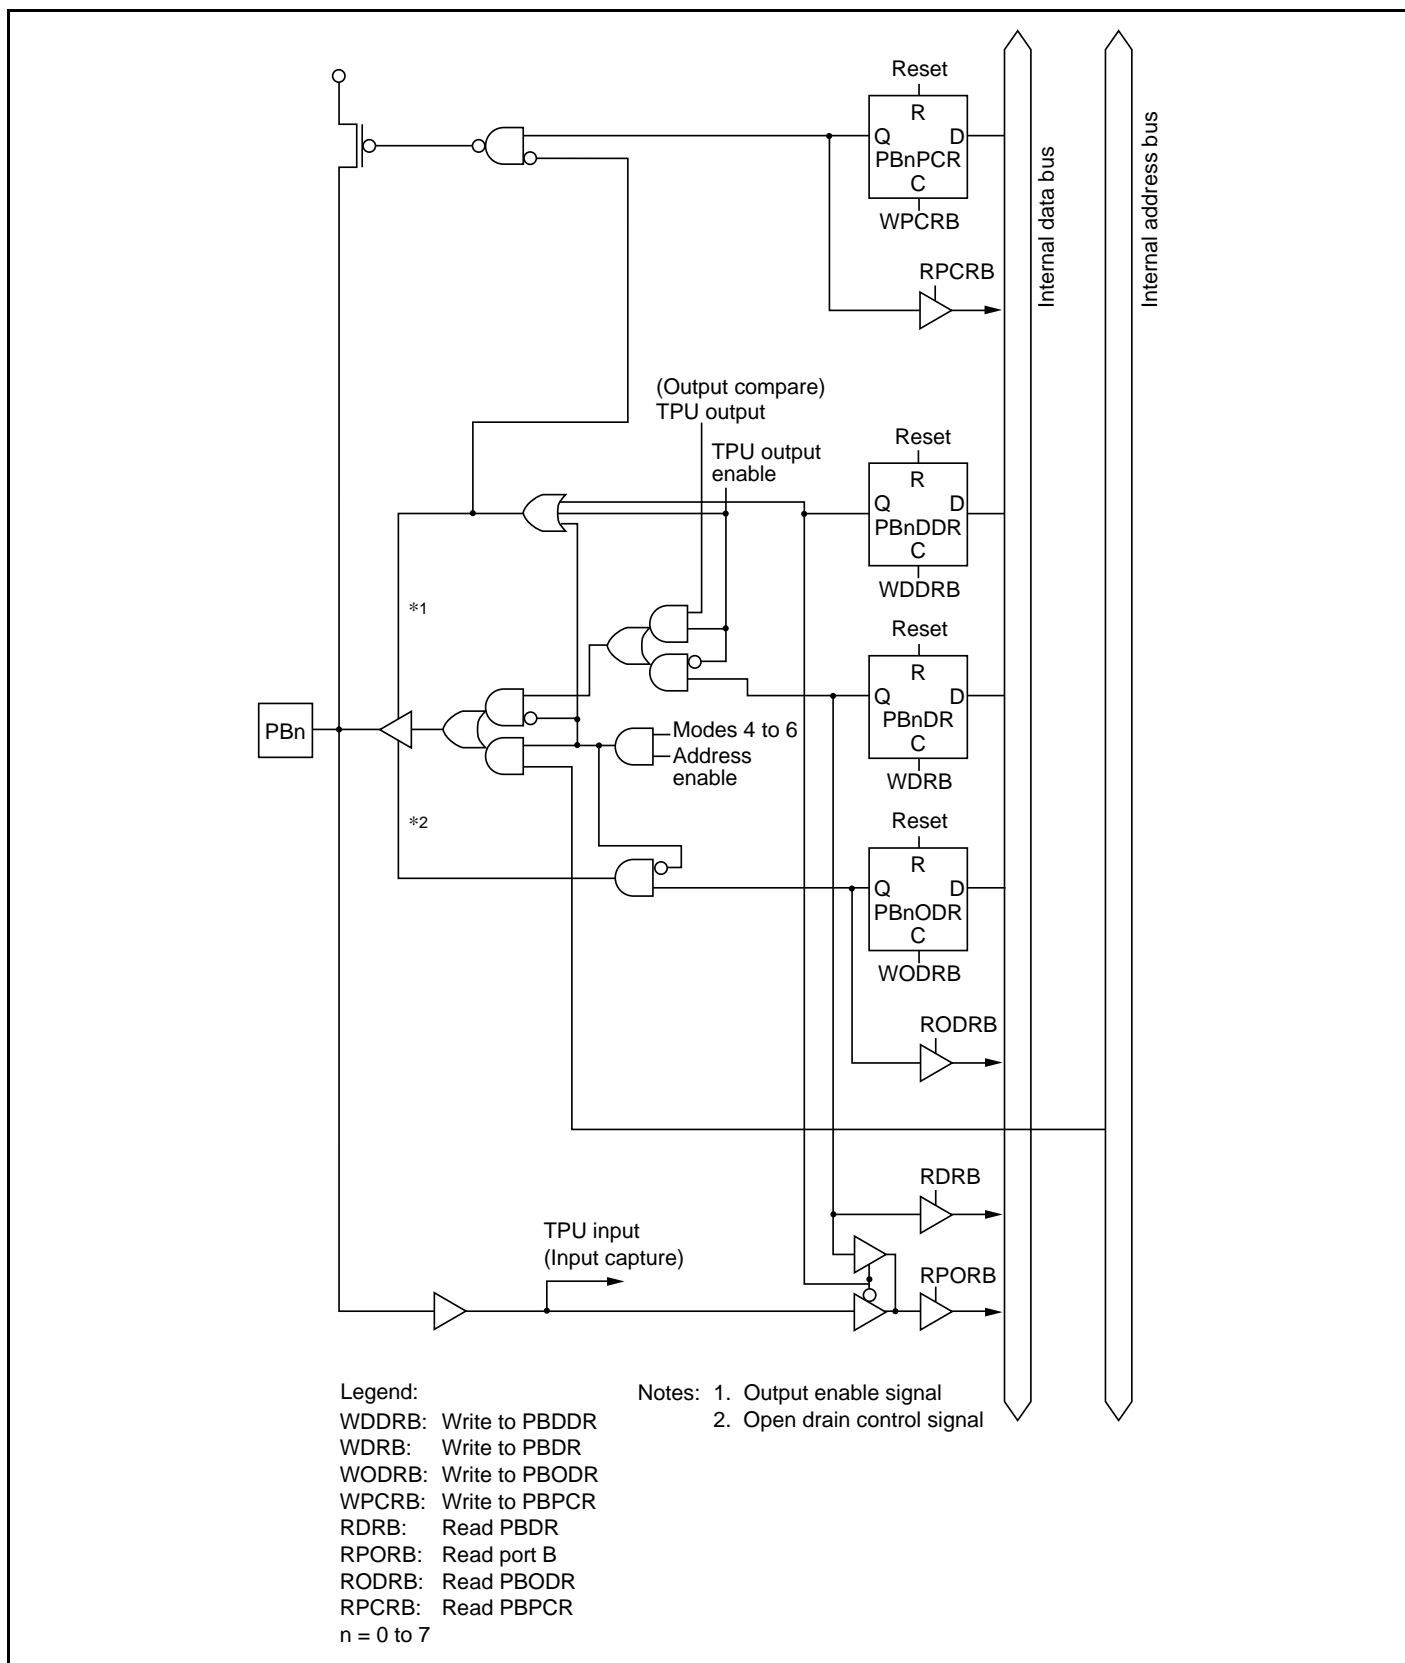 Reset
R
Q D
PBnPCR
C
WPCRB
Internal data bus
Internal address bus
RPCRB
(Output compare)
TPU output
TPU output
enable
Reset
R
Q D
PBnDDR
C
WDDRB
*1
Reset
R
Q D
PBnDR
C
WDRB
PBn
Modes 4 to 6
Address
enable
*2
Reset
R
Q D
PBnODR
C
WODRB
RODRB
RDRB
TPU input
(Input capture)
RPORB
Legend:
WDDRB: Write to PBDDR
WDRB: Write to PBDR
WODRB: Write to PBODR
WPCRB: Write to PBPCR
RDRB: Read PBDR
RPORB: Read port B
RODRB: Read PBODR
RPCRB: Read PBPCR
n = 0 to 7
Notes: 1. Output enable signal
2. Open drain control signal